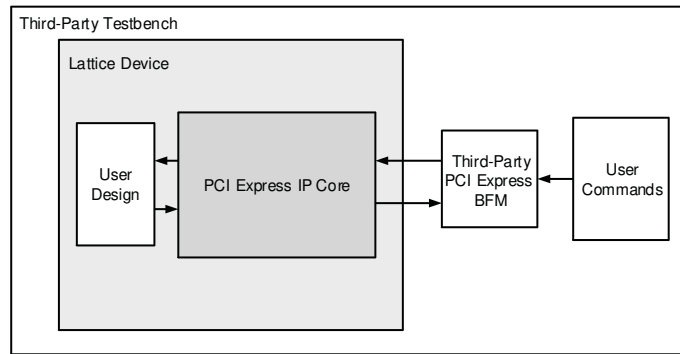 Third-Party Testbench
Lattice Device
User
Design
PCI Express IP Core
Third-Party
PCI Express
BFM
User
Commands